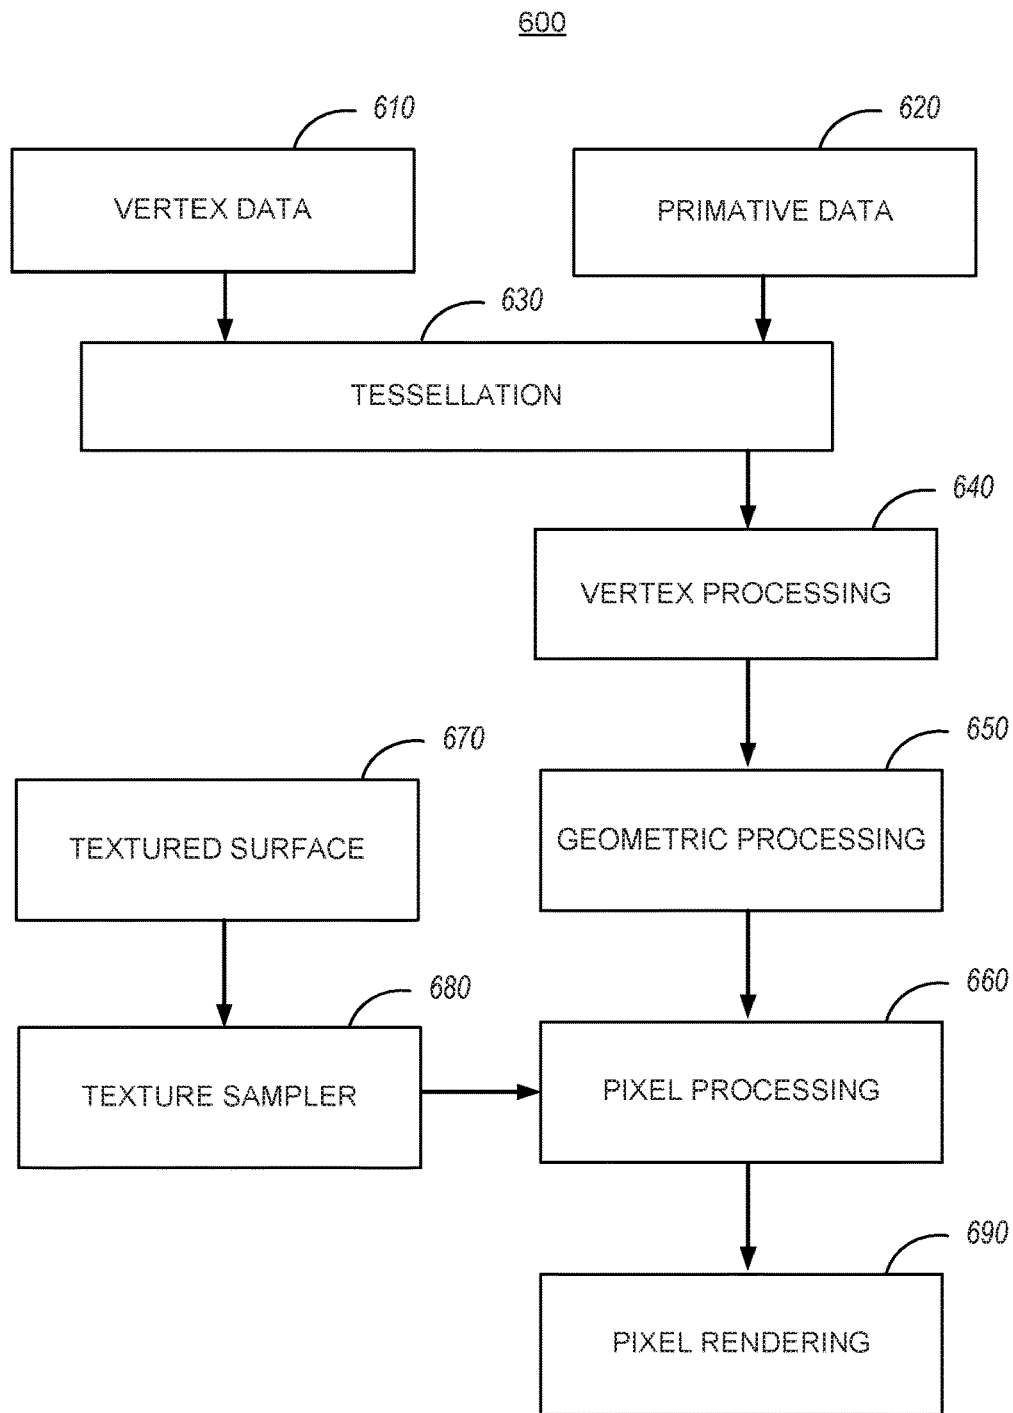 600
610
620
VERTEX DATA
PRIMATIVE DATA
630
TESSELLATION
640
VERTEX PROCESSING
650
670
GEOMETRIC PROCESSING
TEXTURED SURFACE
660
680
PIXEL PROCESSING
TEXTURE SAMPLER
690
PIXEL RENDERING